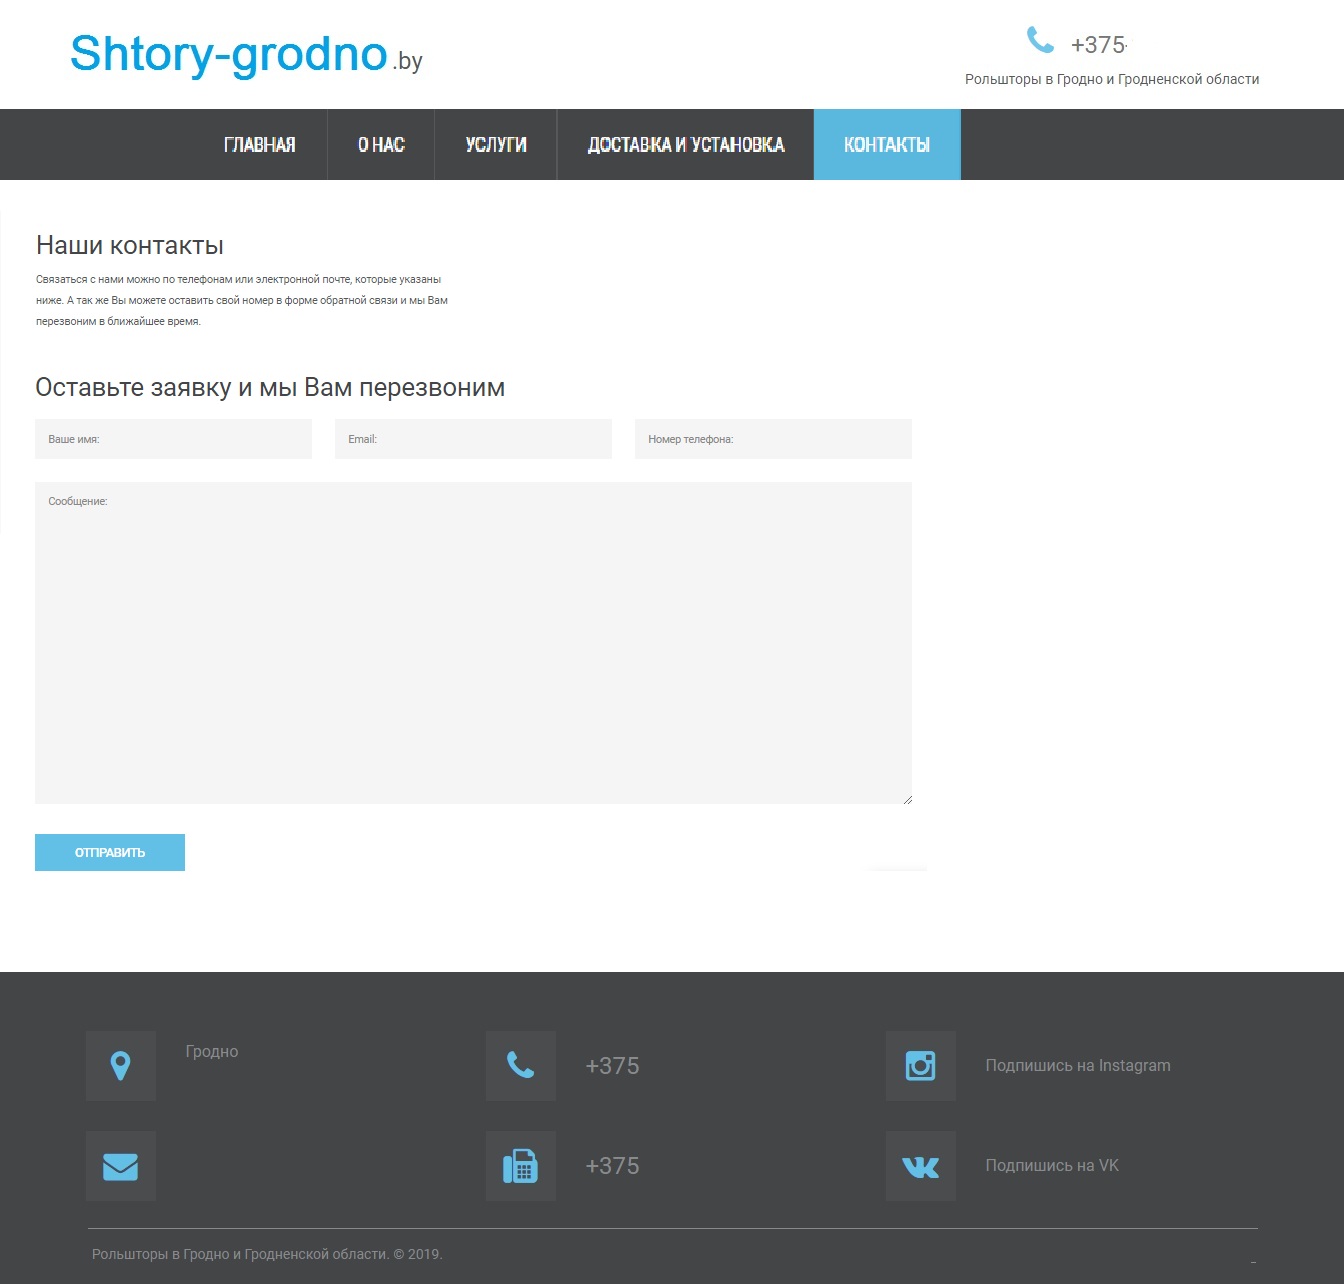 Shtory-grodno.by
+375
Рольшторы в Гродно и Гродненской области
ГЛАВНАЯ
О НАС
УСЛУГИ
ДОСТАВКА И УСТАНОВКА
КОНТАКТЫ
Наши контакты
Связаться с нами можно по телефонам или электронной почте, которые указаны
ниже. А так же Вы можете оставить свой номер в форме обратной связи и мы Вам
перезвоним в ближайшее время.
Оставьте заявку и мы Вам перезвоним
Ваше имя:
Email:
Номер телефона:
Сообщение:
ОТПРАВИТЬ
Гродно
+375
Подпишись на Instagram
+375
Подпишись на VK
Рольшторы в Гродно и Гродненской области. © 2019.